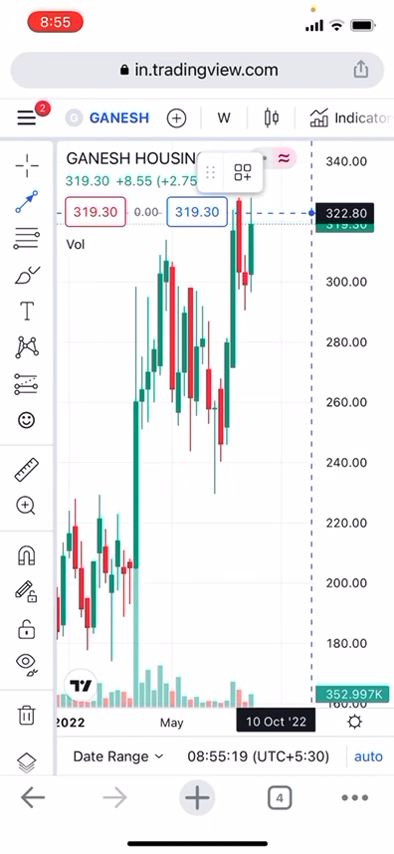 8:55
in.tradingview.com
2
G
GANESH
W
Indicator
GANESH HOUSING
319.30 +8.55 (+2.75
319.30
0.00
319.30
Vol
340.00
322.80
319.30
300.00
280.00
260.00
240.00
220.00
200.00
180.00
352.997K
160.00
2022
May
10 Oct '22
Date Range
08:55:19 (UTC+5:30)
auto
4